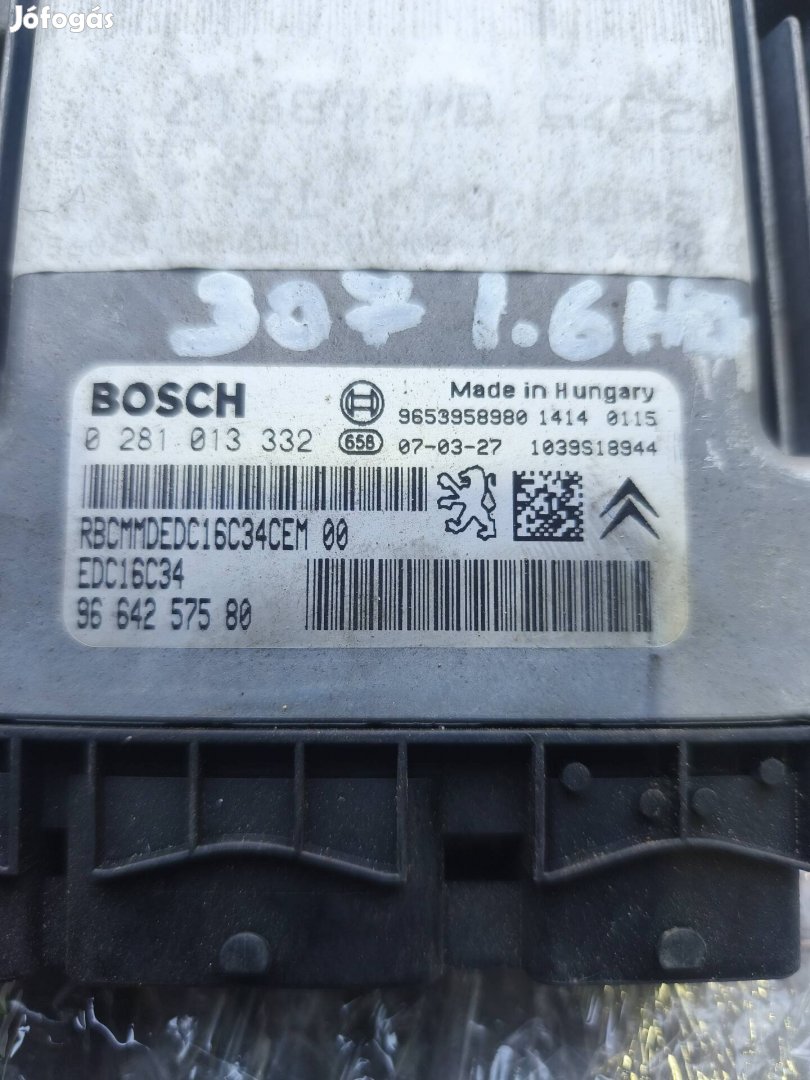 Jófogás
307 1.6HD
BOSCH
Made in Hungary
9653958980 1414 0115
0 281 013 332 658 07-03-27 1039S18944
RBCMMDEDC16C34CEM 00
EDC16C34
96 642 575 80